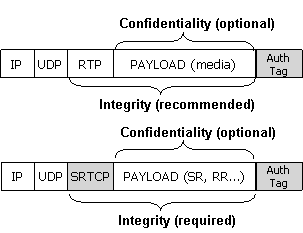 Confidentiality (optional)
IP UDP RTP PAYLOAD (media) Auth Tag
Integrity (recommended)
Confidentiality (optional)
IP UDP SRTCP PAYLOAD (SR, RR...) Auth Tag
Integrity (required)